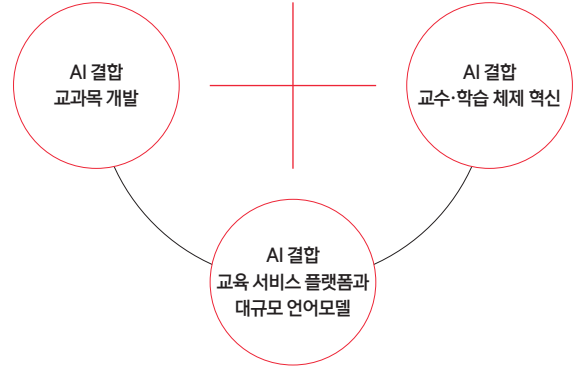 AI 결합
교과목 개발
AI 결합
교수·학습 체제 혁신
AI 결합
교육 서비스 플랫폼과
대규모 언어모델